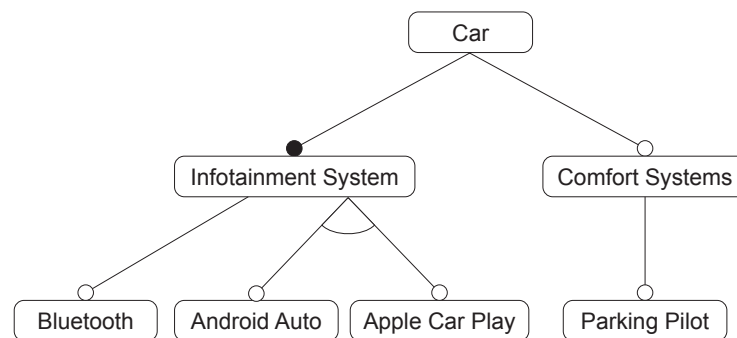 Car
Infotainment System
Comfort Systems
Bluetooth
Android Auto
Apple Car Play
Parking Pilot